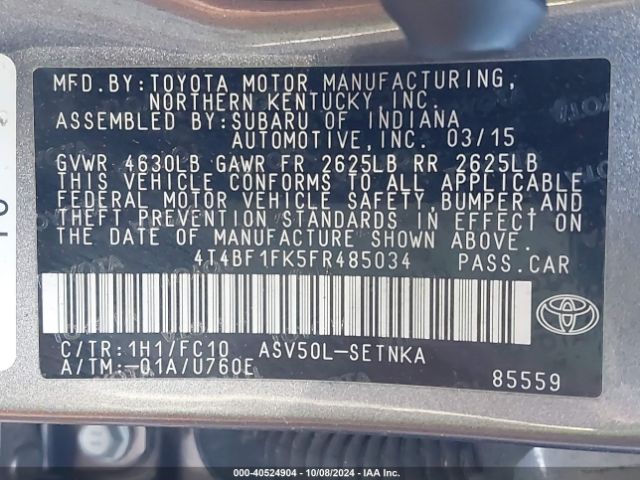 MFD.BY:TOYOTA MOTOR MANUFACTURING,
NORTHERN KENTUCKY,INC.
ASSEMBLED BY:SUBARU OF INDIANA
AUTOMOTIVE,INC. 03/15
GVWR 4630LB GAWR FR 2625LB RR 2625LB
THIS VEHICLE CONFORMS TO ALL APPLICABLE
FEDERAL MOTOR VEHICLE SAFETY,BUMPER,AND
THEFT PREVENTION STANDARDS IN EFFECT ON
THE DATE OF MANUFACTURE SHOWN ABOVE.
4T4BF1FK5FR485034 PASS.CAR
C/TR:1H1/FC10 ASV50L-SETNKA
A/TM:-01A/U760E
85559
000-40524904 | 10/08/2024 | IAA Inc.